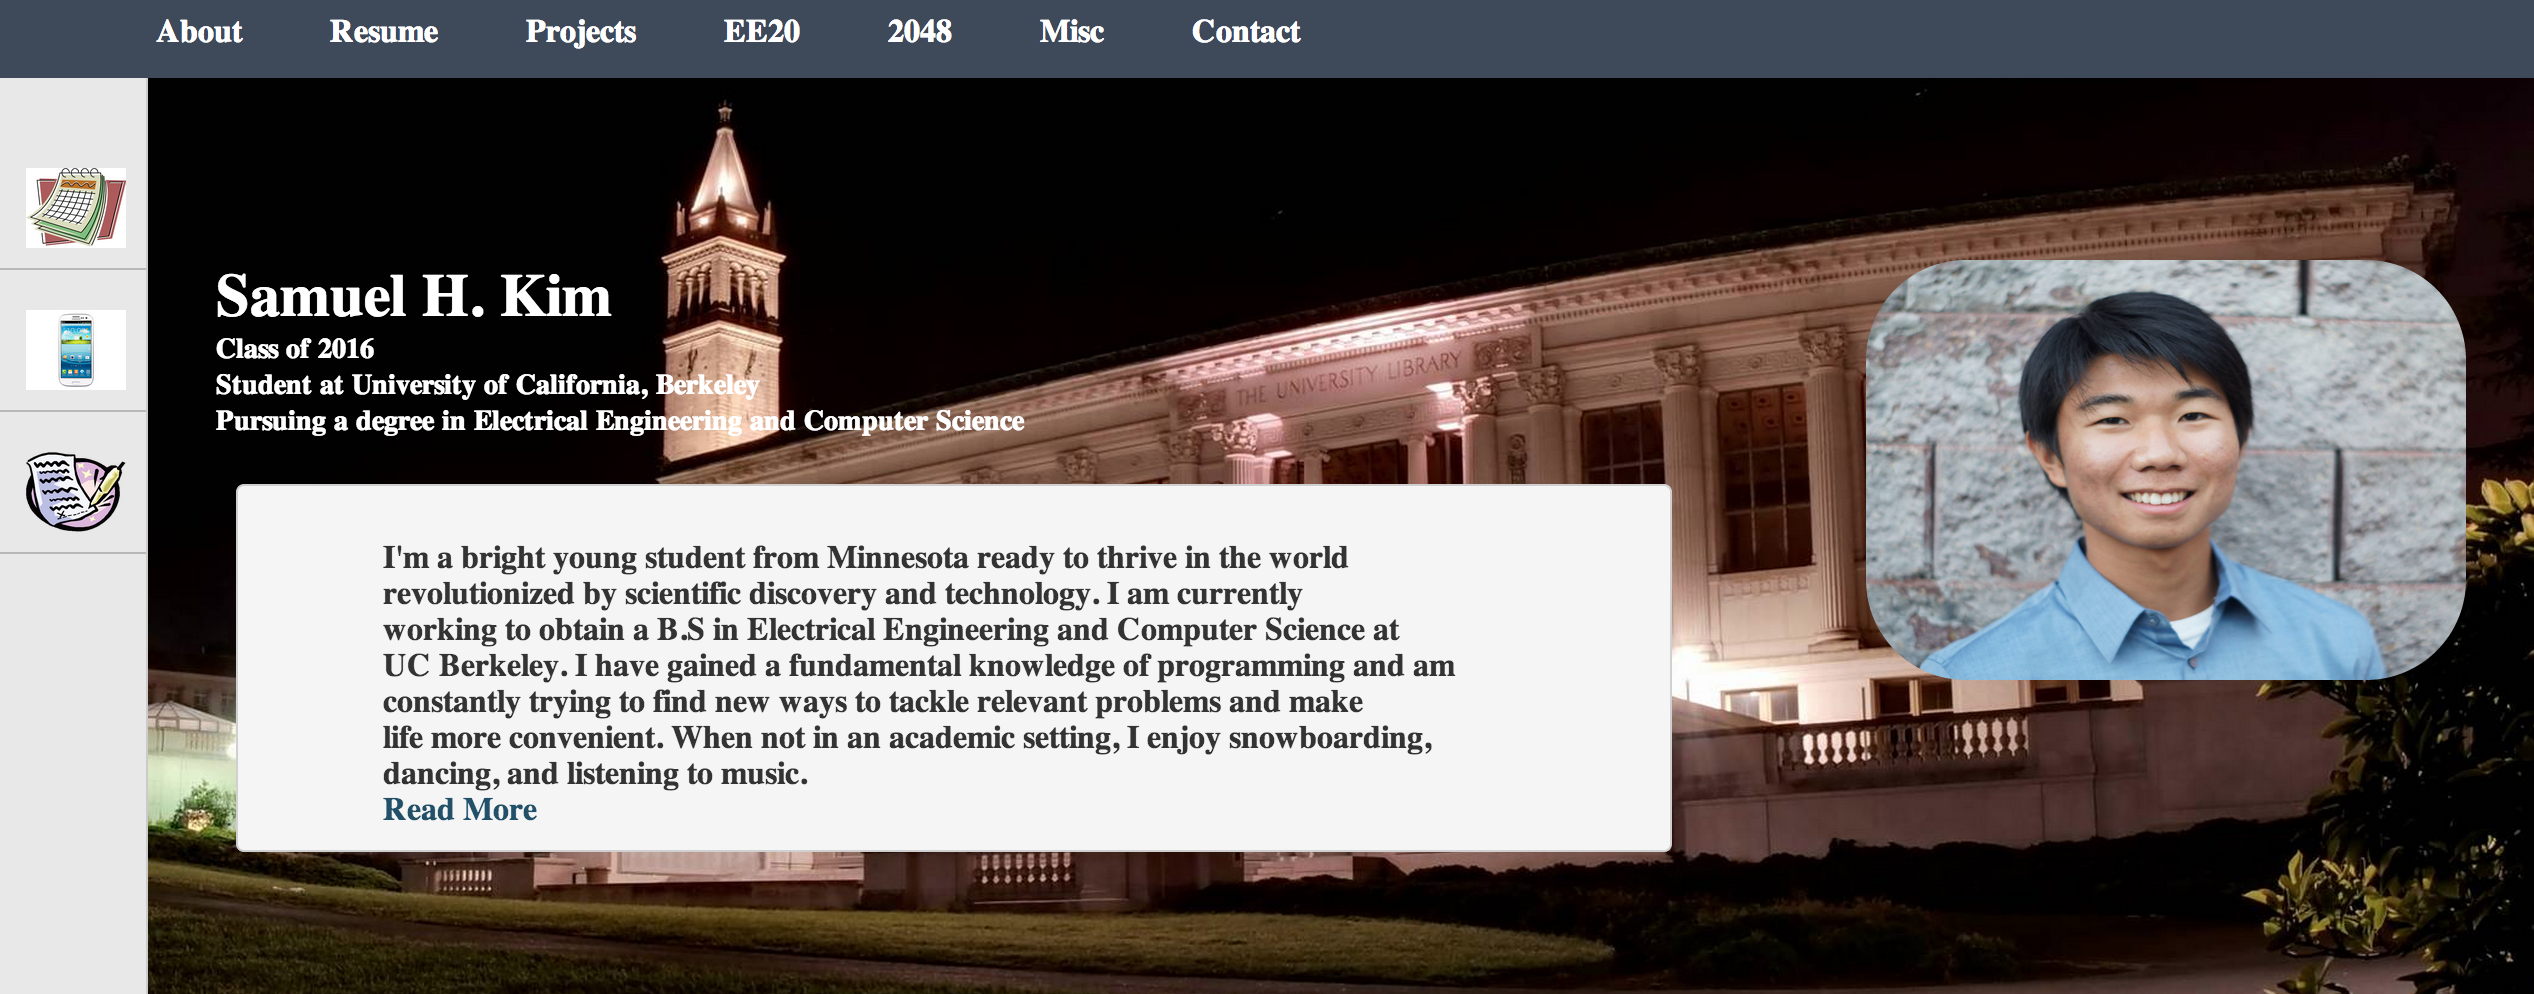 About Resume Projects EE20 2048 Misc Contact
THE UNIVERSITY LIBRARY
Samuel H. Kim
Class of 2016
Student at University of California, Berkeley
Pursuing a degree in Electrical Engineering and Computer Science
I'm a bright young student from Minnesota ready to thrive in the world
revolutionized by scientific discovery and technology. I am currently
working to obtain a B.S in Electrical Engineering and Computer Science at
UC Berkeley. I have gained a fundamental knowledge of programming and am
constantly trying to find new ways to tackle relevant problems and make
life more convenient. When not in an academic setting, I enjoy snowboarding,
dancing, and listening to music.
Read More